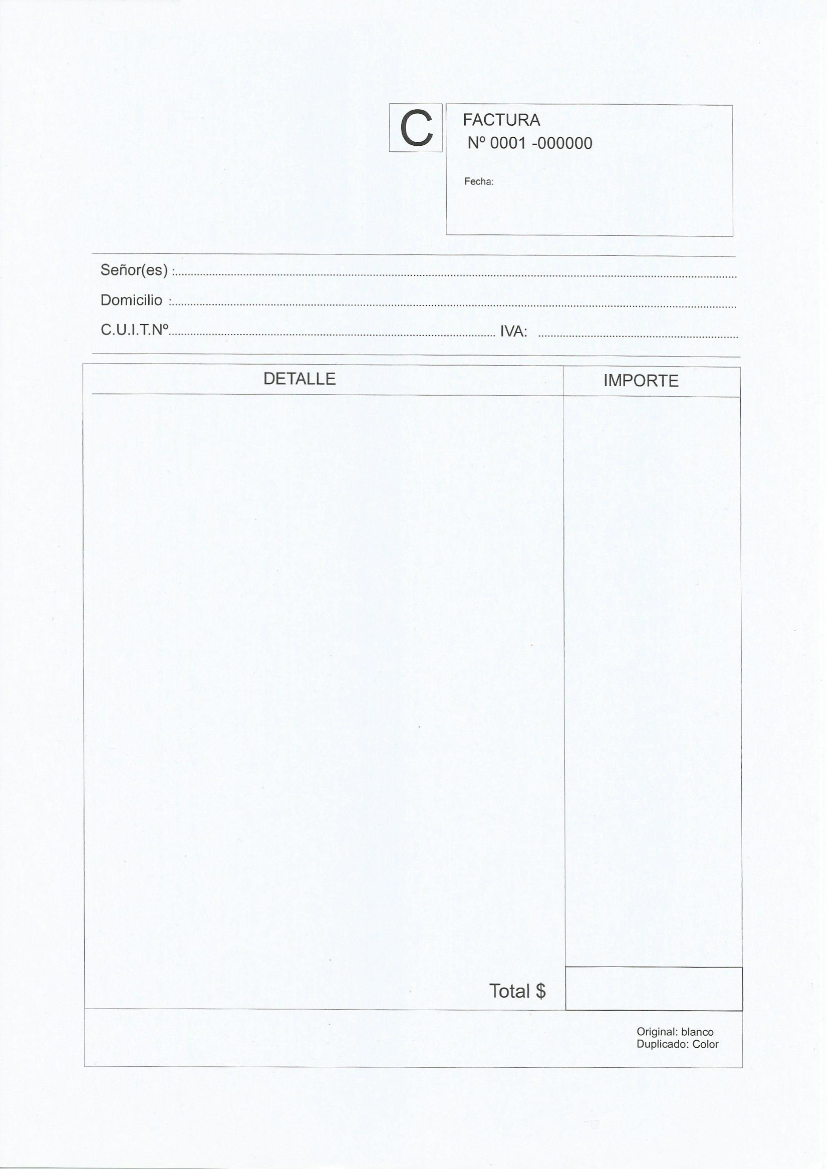 C
FACTURA
Nº 0001 -000000
Fecha:
Señor(es) :
Domicilio :
C.U.I.T.Nº
IVA:
DETALLE
IMPORTE
Total $
Original: blanco
Duplicado: Color